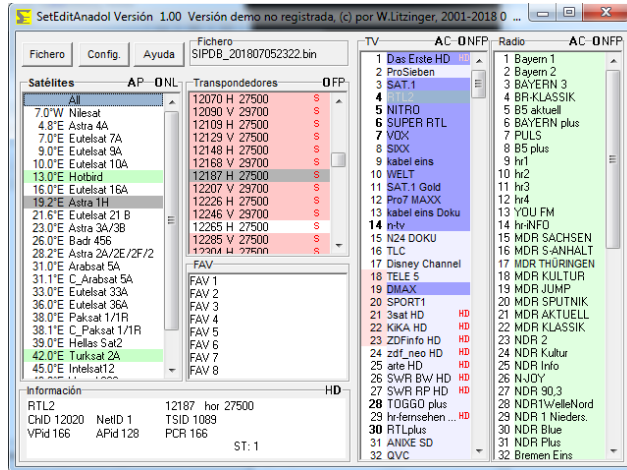 SetEditAnadol Versión 1.00 Versión demo no registrada, (c) por W.Litzinger, 2001-2018 0 ...
Fichero Config. Ayuda
Fichero
SIPDB_201807052322.bin
Satélites AP ONL
All
7.0°W Nilesat
4.8°E Astra 4A
7.0°E Eutelsat 7A
9.0°E Eutelsat 9A
10.0°E Eutelsat 10A
13.0°E Hotbird
16.0°E Eutelsat 16A
19.2°E Astra 1H
21.6°E Eutelsat 21 B
23.0°E Astra 3A/3B
26.0°E Badr 456
28.2°E Astra 2A/2E/2F/2
31.0°E Arabsat 5A
31.1°E C_Arabsat 5A
33.0°E Eutelsat 33A
36.0°E Eutelsat 36A
38.0°E Paksat 1/1R
38.1°E C_Paksat 1/1R
39.0°E Hellas Sat2
42.0°E Turksat 2A
45.0°E Intelsat12
Transpondedores OFP
12070 H 27500 S
12090 V 29700 S
12109 H 27500 S
12129 V 27500 S
12148 H 27500 S
12168 V 29700 S
12187 H 27500 S
12207 V 29700 S
12226 H 27500 S
12246 V 29700 S
12265 H 27500 S
12285 V 27500 S
12304 H 27500 S
FAV
FAV 1
FAV 2
FAV 3
FAV 4
FAV 5
FAV 6
FAV 7
FAV 8
Información HD
RTL2 12187 hor 27500
ChID 12020 NetID 1 TSID 1089
VPid 166 APid 128 PCR 166
ST: 1
TV AC-ONFP
1 Das Erste HD HD
2 ProSieben
3 SAT.1
4 RTL2
5 NITRO
6 SUPER RTL
7 VOX
8 SIXX
9 kabel eins
10 WELT
11 SAT.1 Gold
12 Pro7 MAXX
13 kabel eins Doku
14 n-tv
15 N24 DOKU
16 TLC
17 Disney Channel
18 TELE 5
19 DMAX
20 SPORT1
21 3sat HD HD
22 KiKA HD HD
23 ZDFinfo HD HD
24 zdf_neo HD HD
25 arte HD HD
26 SWR BW HD HD
27 SWR RP HD HD
28 TOGGO plus
29 hr-fernsehen ... HD
30 RTLplus
31 ANIXE SD
32 QVC
Radio AC-ONFP
1 Bayern 1
2 Bayern 2
3 BAYERN 3
4 BR-KLASSIK
5 B5 aktuell
6 BAYERN plus
7 PULS
8 B5 plus
9 hr1
10 hr2
11 hr3
12 hr4
13 YOU FM
14 hr-iNFO
15 MDR SACHSEN
16 MDR S-ANHALT
17 MDR THÜRINGEN
18 MDR KULTUR
19 MDR JUMP
20 MDR SPUTNIK
21 MDR AKTUELL
22 MDR KLASSIK
23 NDR 2
24 NDR Kultur
25 NDR Info
26 N-JOY
27 NDR 90,3
28 NDR1WelleNord
29 NDR 1 Nieders.
30 NDR Blue
31 NDR Plus
32 Bremen Eins